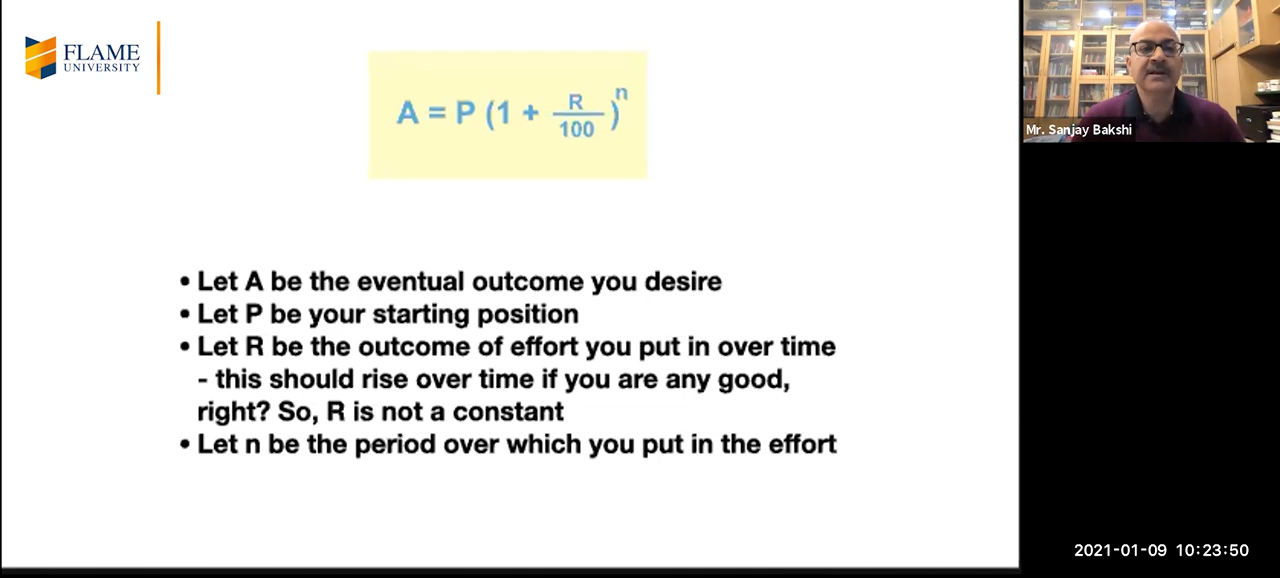 FLAME
UNIVERSITY
A = P (1 + R/100)^n
• Let A be the eventual outcome you desire
• Let P be your starting position
• Let R be the outcome of effort you put in over time
- this should rise over time if you are any good,
right? So, R is not a constant
• Let n be the period over which you put in the effort
Mr. Sanjay Bakshi
2021-01-09 10:23:50